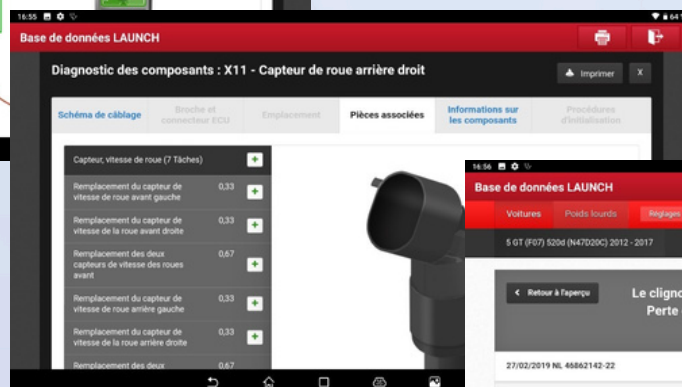 16:55
64
Base de données LAUNCH
Diagnostic des composants : X11 - Capteur de roue arrière droit
Imprimer
X
Schéma de câblage
Broche et connecteur ECU
Emplacement
Pièces associées
Informations sur les composants
Procédures d'initialisation
Capteur, vitesse de roue (7 Tâches)
Remplacement du capteur de vitesse de roue avant gauche
0,33
Remplacement du capteur de vitesse de la roue avant droite
0,33
Remplacement des deux capteurs de vitesse des roues avant
0,67
Remplacement du capteur de vitesse de roue arrière gauche
0,33
Remplacement du capteur de vitesse de la roue arrière droite
0,33
Remplacement des deux
0,67
16:56
Base de données LAUNCH
Voitures
Poids lourds
Réglages
5 GT (F07) 520d (N47D20C) 2012 - 2017
Retour à l'aperçu
Le cligno
Perte
27/02/2019 NL 46862142-22